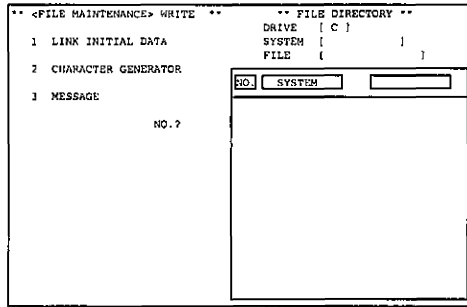 ** <FILE MAINTENANCE> WRITE **
1 LINK INITIAL DATA
2 CHARACTER GENERATOR
3 MESSAGE
NO.?
** FILE DIRECTORY **
DRIVE [ C ]
SYSTEM [ ]
FILE [ ]
NO. SYSTEM